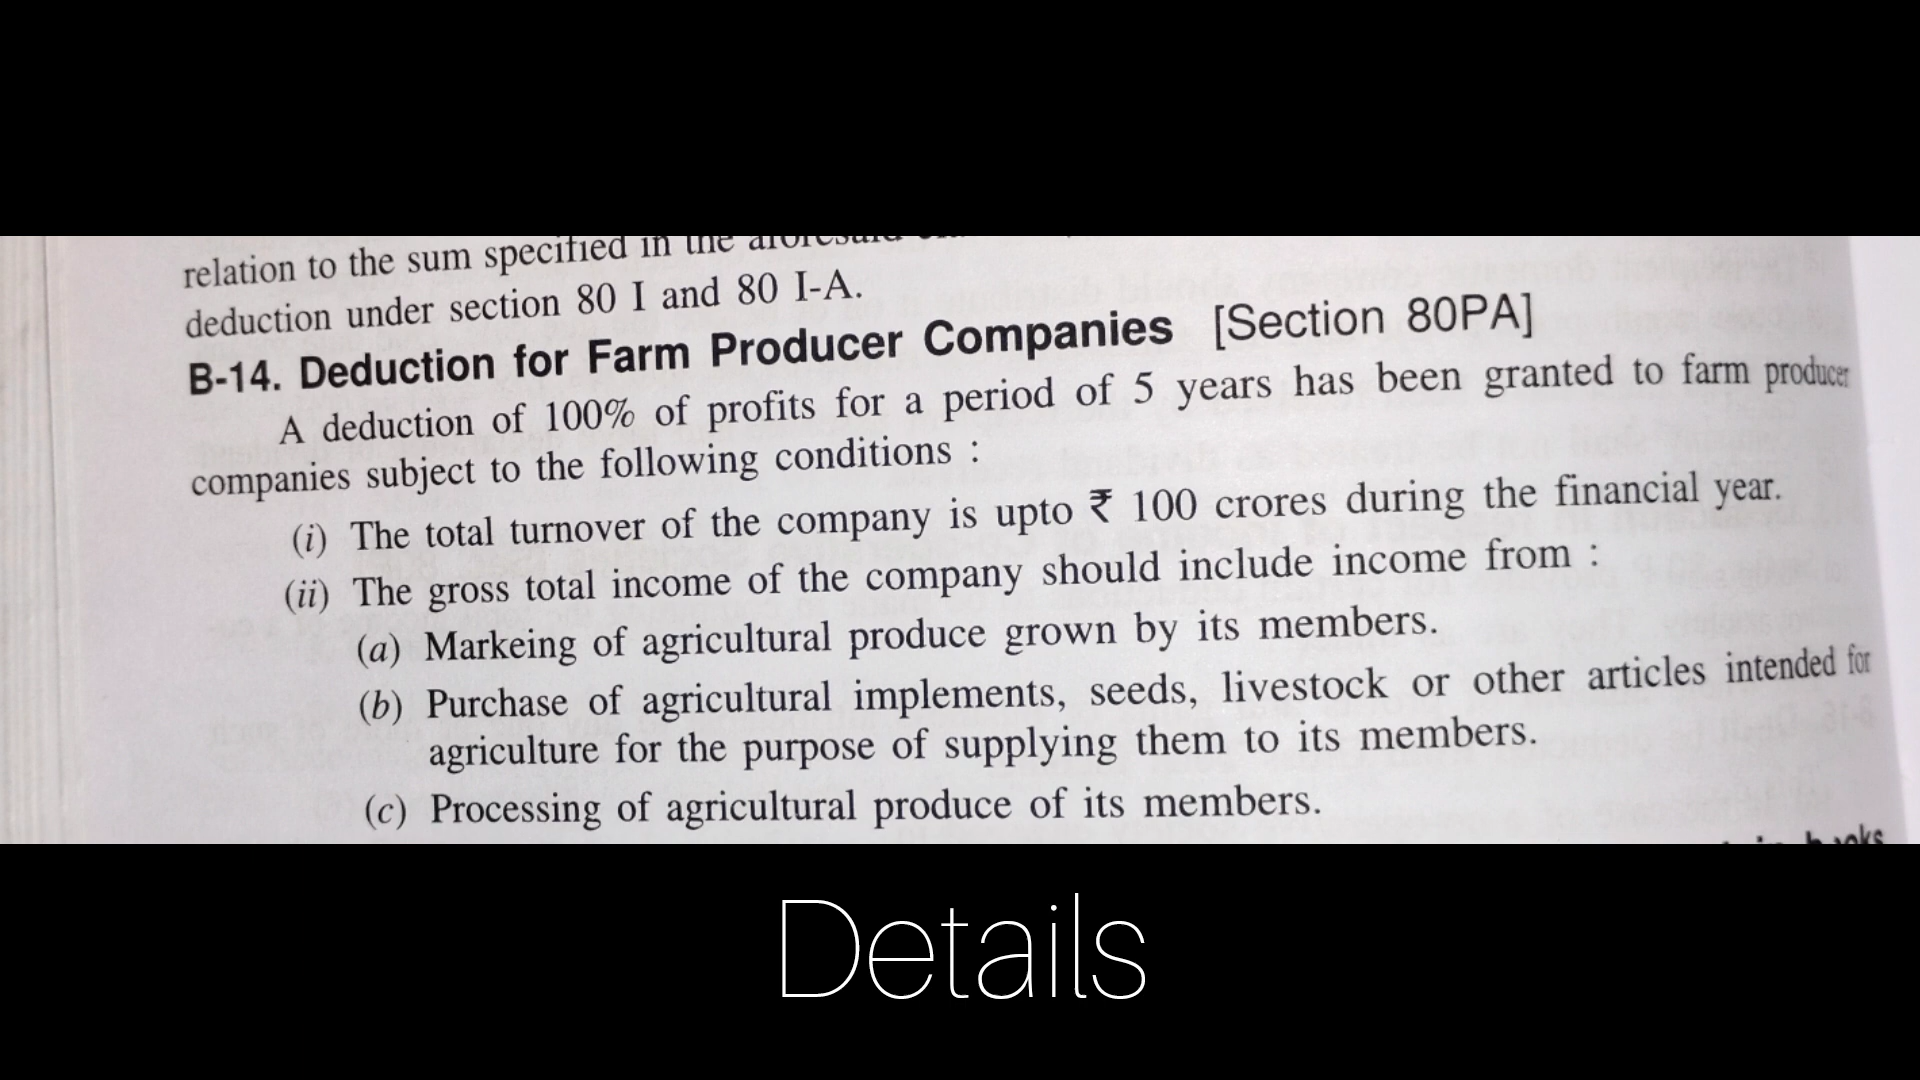 relation to the sum specified in the
deduction under section 80 I and 80 I-A.
B-14. Deduction for Farm Producer Companies [Section 80PA]
A deduction of 100% of profits for a period of 5 years has been granted to farm producer
companies subject to the following conditions :
(i) The total turnover of the company is upto ₹ 100 crores during the financial year.
(ii) The gross total income of the company should include income from :
(a) Markeing of agricultural produce grown by its members.
(b) Purchase of agricultural implements, seeds, livestock or other articles intended for
agriculture for the purpose of supplying them to its members.
(c) Processing of agricultural produce of its members.
Details